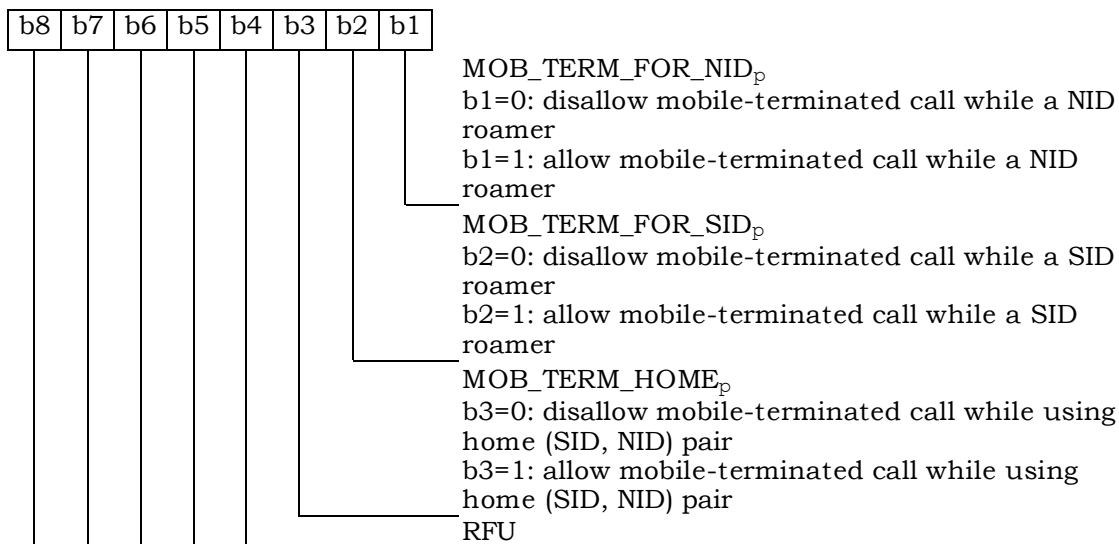 b8 b7 b6 b5 b4 b3 b2 b1
MOB_TERM_FOR_NIDp
b1=0: disallow mobile-terminated call while a NID
roamer
b1=1: allow mobile-terminated call while a NID
roamer
MOB_TERM_FOR_SIDp
b2=0: disallow mobile-terminated call while a SID
roamer
b2=1: allow mobile-terminated call while a SID
roamer
MOB_TERM_HOMEp
b3=0: disallow mobile-terminated call while using
home (SID, NID) pair
b3=1: allow mobile-terminated call while using
home (SID, NID) pair
RFU